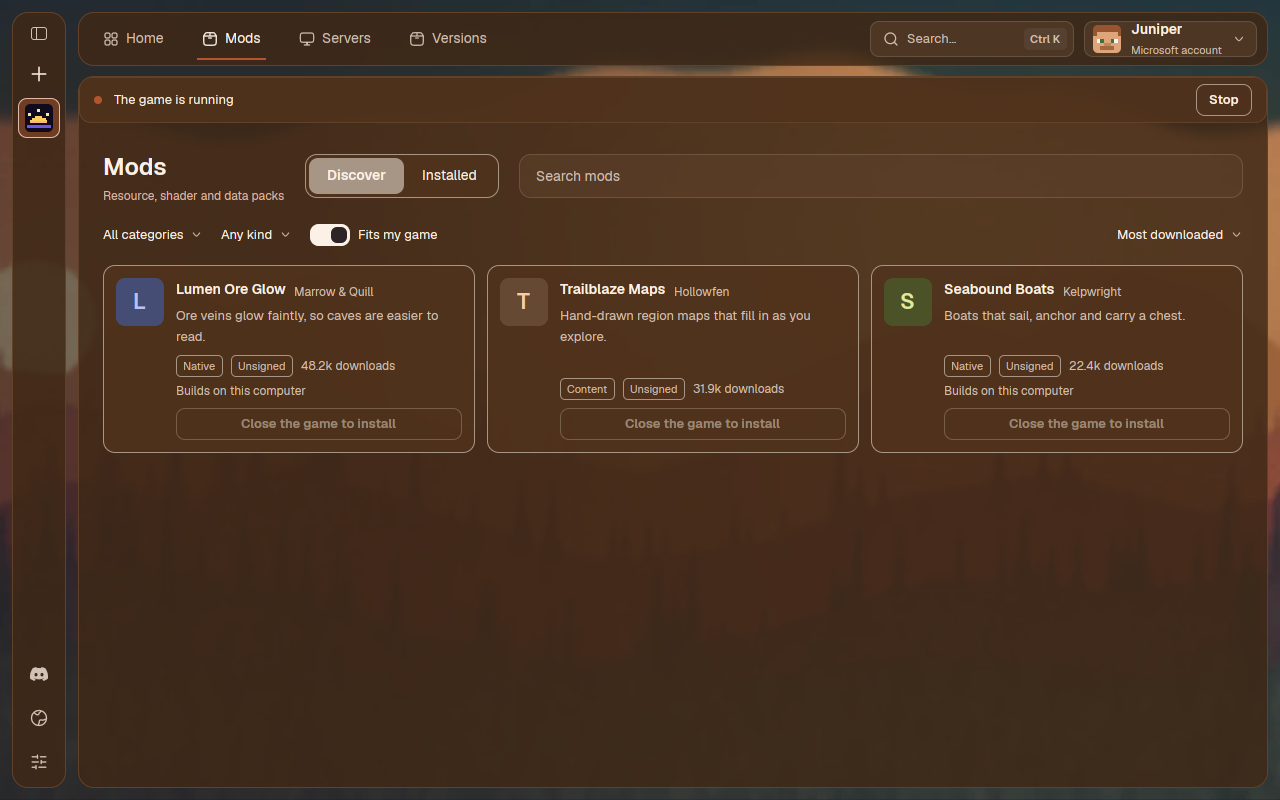 Home
Mods
Servers
Versions
Search...
Ctrl K
Juniper
Microsoft account
The game is running
Stop
Mods
Resource, shader and data packs
Discover
Installed
Search mods
All categories
Any kind
Fits my game
Most downloaded
L
Lumen Ore Glow
Marrow & Quill
Ore veins glow faintly, so caves are easier to
read.
Native
Unsigned
48.2k downloads
Builds on this computer
Close the game to install
T
Trailblaze Maps
Hollowfen
Hand-drawn region maps that fill in as you
explore.
Content
Unsigned
31.9k downloads
Close the game to install
S
Seabound Boats
Kelpwright
Boats that sail, anchor and carry a chest.
Native
Unsigned
22.4k downloads
Builds on this computer
Close the game to install